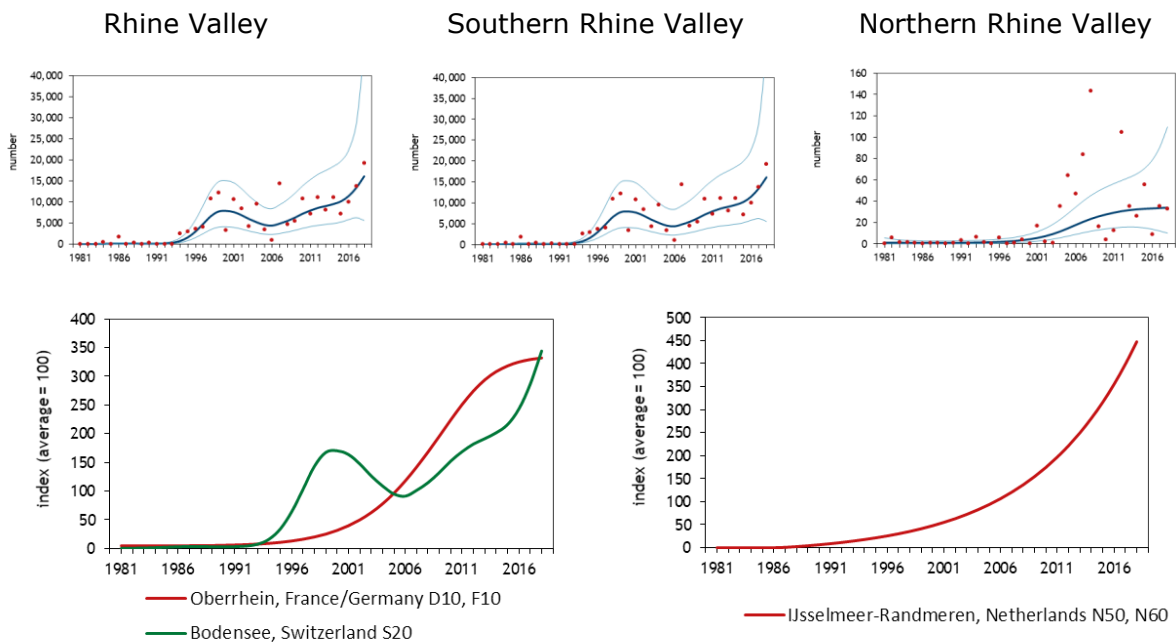 Rhine Valley
Southern Rhine Valley
Northern Rhine Valley
number
40,000
35,000
30,000
25,000
20,000
15,000
10,000
5,000
0
1981 1986 1991 1996 2001 2006 2011 2016
number
40,000
35,000
30,000
25,000
20,000
15,000
10,000
5,000
0
1981 1986 1991 1996 2001 2006 2011 2016
number
160
140
120
100
80
60
40
20
0
1981 1986 1991 1996 2001 2006 2011 2016
index (average = 100)
400
350
300
250
200
150
100
50
0
1981 1986 1991 1996 2001 2006 2011 2016
Oberrhein, France/Germany D10, F10
Bodensee, Switzerland S20
index (average = 100)
500
450
400
350
300
250
200
150
100
50
0
1981 1986 1991 1996 2001 2006 2011 2016
IJsselmeer-Randmeren, Netherlands N50, N60